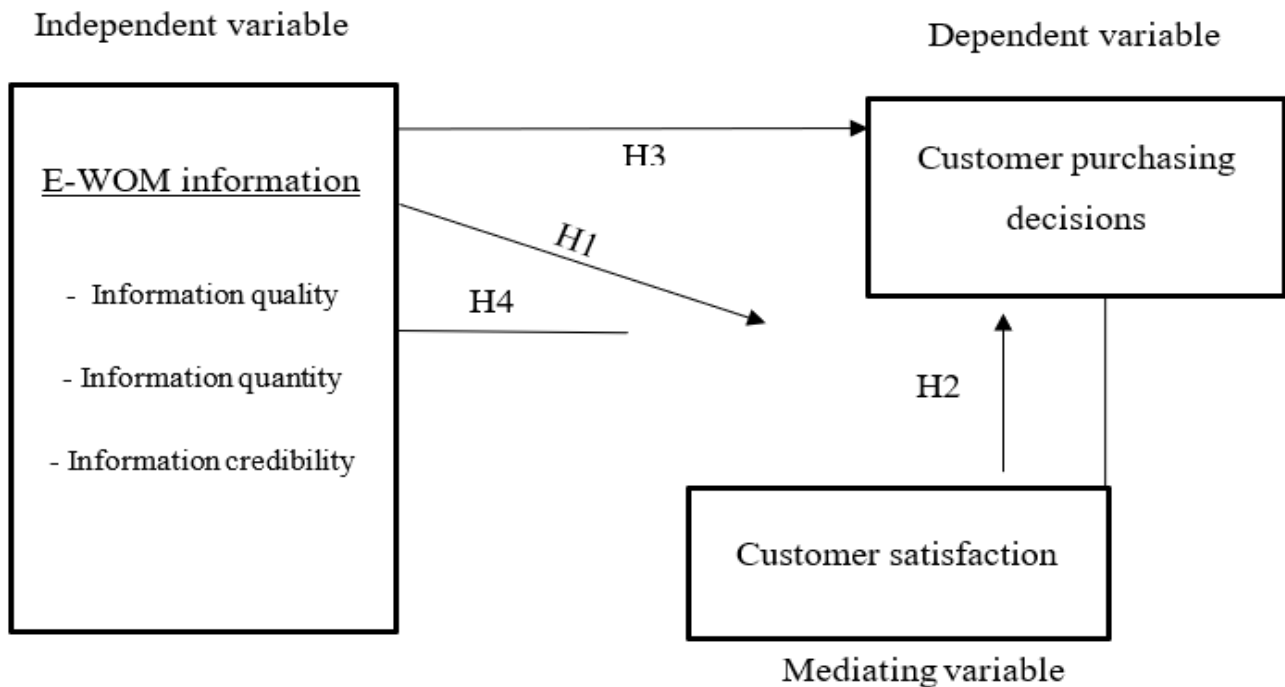 Independent variable
Dependent variable
E-WOM information
- Information quality
- Information quantity
- Information credibility
H3
H1
H4
Customer purchasing
decisions
H2
Customer satisfaction
Mediating variable